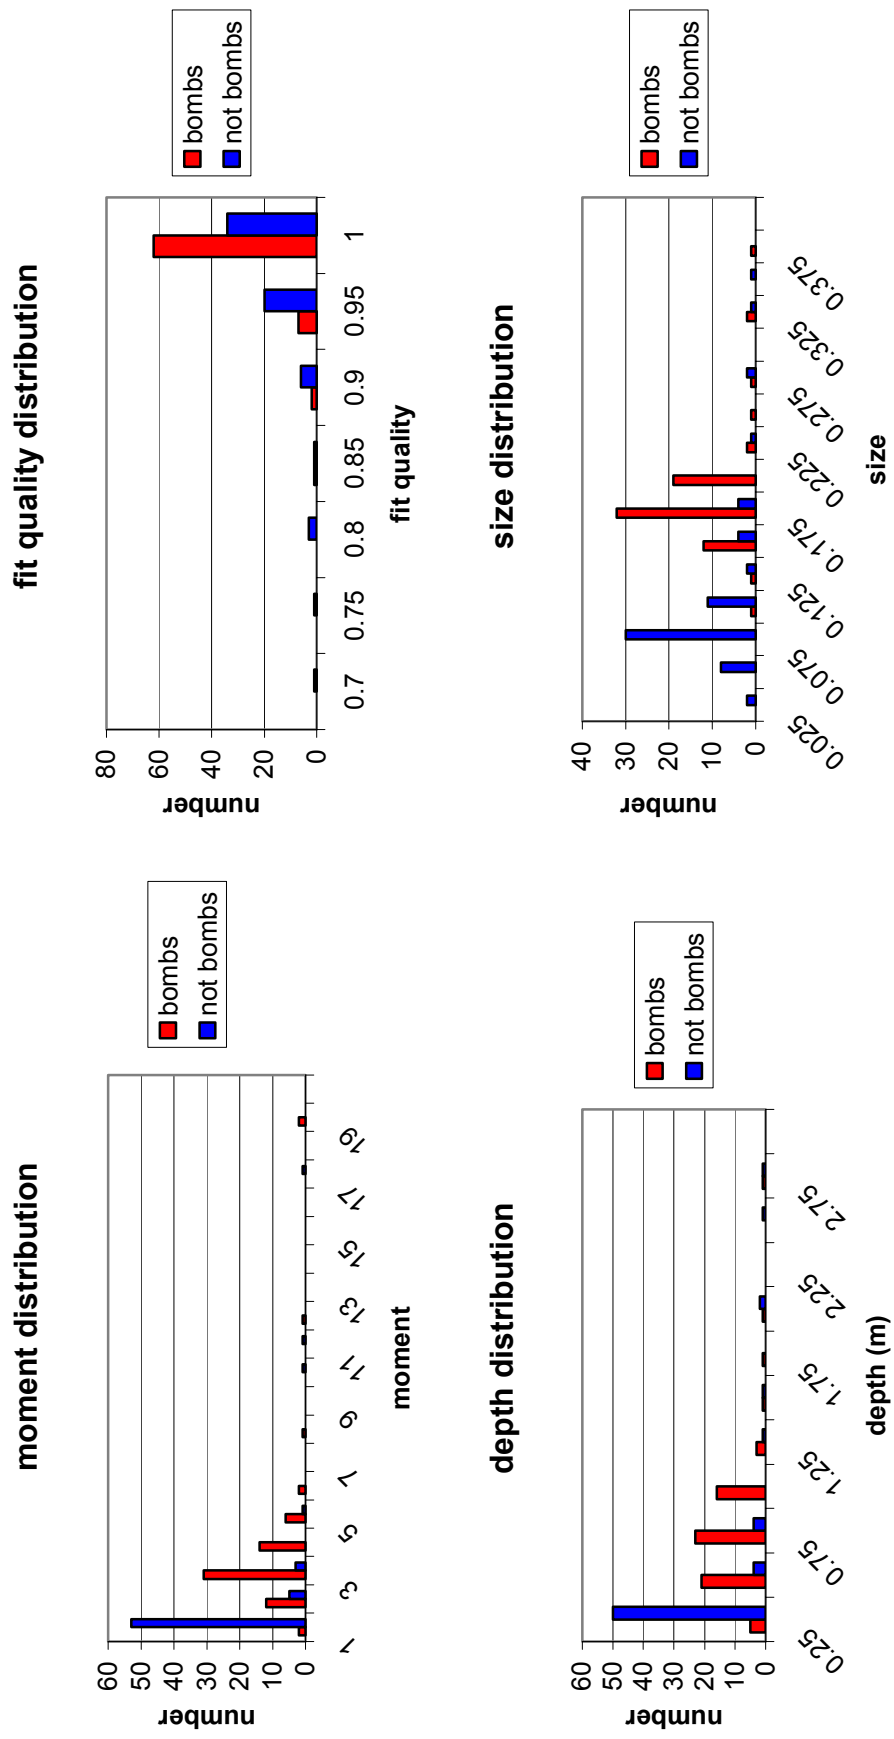 moment distribution
60
50
40
30
20
10
0
number
1
3
5
7
9
11
13
15
17
19
moment
bombs
not bombs
fit quality distribution
80
60
40
20
0
number
0.7
0.75
0.8
0.85
0.9
0.95
1
fit quality
bombs
not bombs
depth distribution
60
50
40
30
20
10
0
number
0.25
0.75
1.25
1.75
2.25
2.75
depth (m)
bombs
not bombs
size distribution
40
30
20
10
0
number
0.025
0.075
0.125
0.175
0.225
0.275
0.325
0.375
size
bombs
not bombs